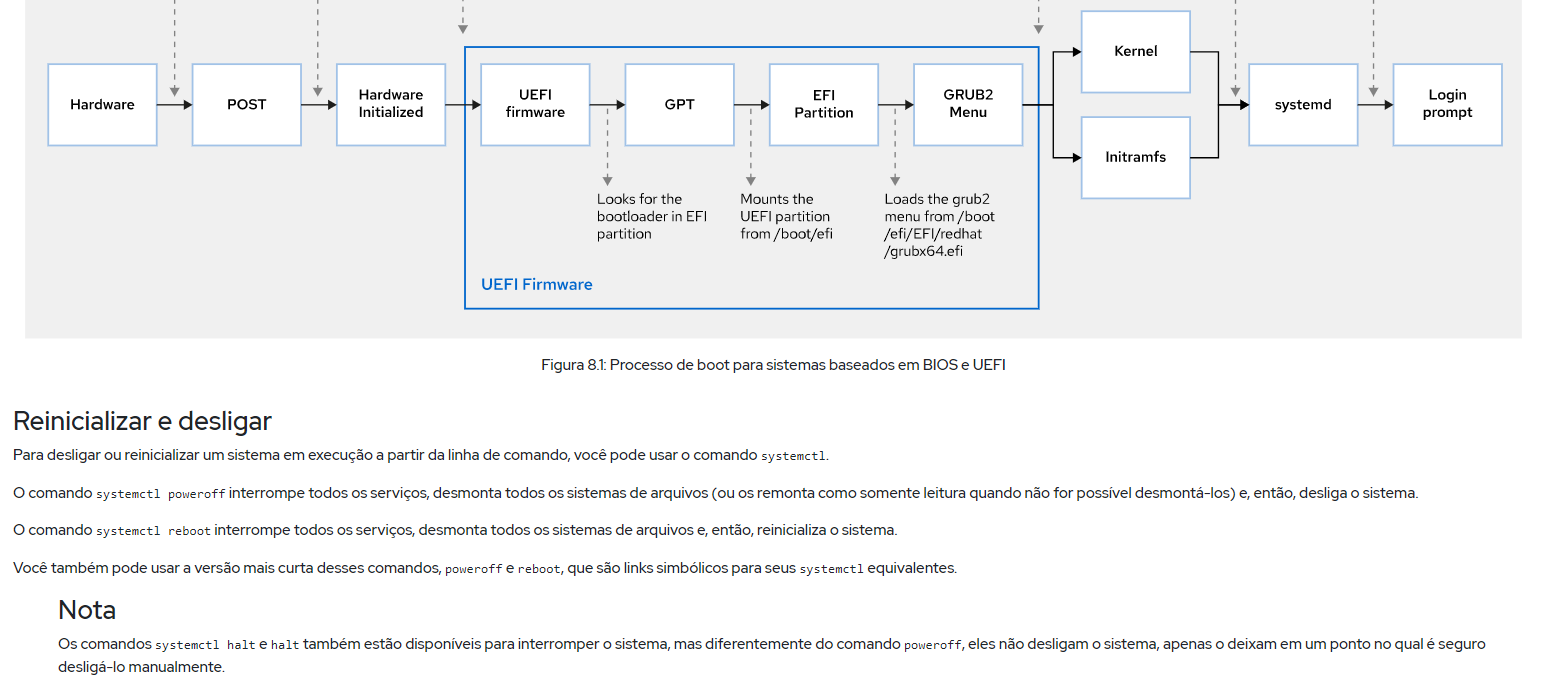 Hardware
POST
Hardware
Initialized
UEFI
firmware
GPT
EFI
Partition
GRUB2
Menu
Kernel
Initramfs
systemd
Login
prompt
Looks for the
bootloader in EFI
partition
Mounts the
UEFI partition
from /boot/efi
Loads the grub2
menu from /boot
/efi/EFI/redhat
/grubx64.efi
UEFI Firmware
Figura 8.1: Processo de boot para sistemas baseados em BIOS e UEFI
Reinicializar e desligar
Para desligar ou reinicializar um sistema em execução a partir da linha de comando, você pode usar o comando systemctl.
O comando systemctl poweroff interrompe todos os serviços, desmonta todos os sistemas de arquivos (ou os remonta como somente leitura quando não for possível desmontá-los) e, então, desliga o sistema.
O comando systemctl reboot interrompe todos os serviços, desmonta todos os sistemas de arquivos e, então, reinicializa o sistema.
Você também pode usar a versão mais curta desses comandos, poweroff e reboot, que são links simbólicos para seus systemctl equivalentes.
Nota
Os comandos systemctl halt e halt também estão disponíveis para interromper o sistema, mas diferentemente do comando poweroff, eles não desligam o sistema, apenas o deixam em um ponto no qual é seguro
desligá-lo manualmente.